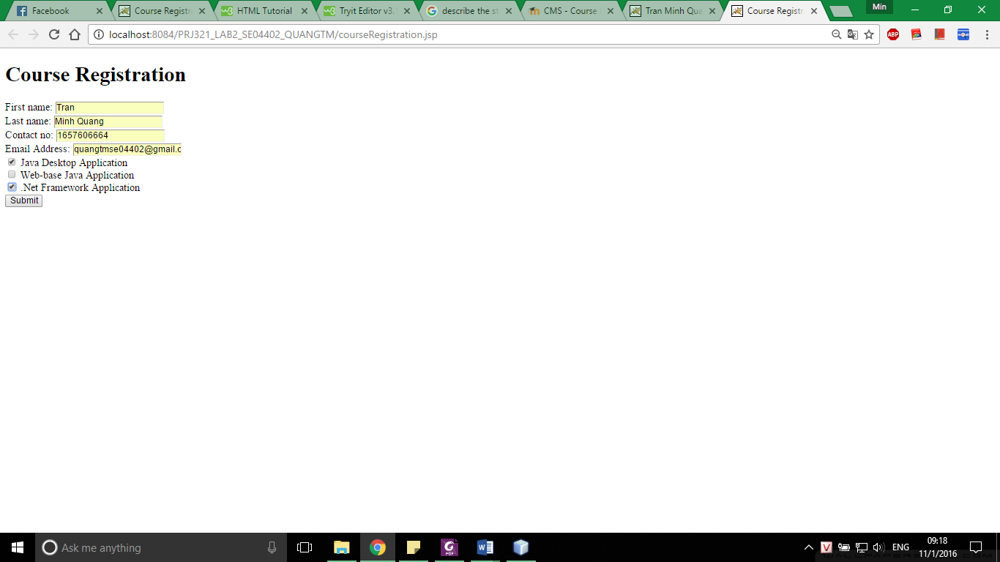 Min
Facebook
Course Registra
HTML Tutorial
Tryit Editor v3.
describe the st
CMS - Course
Tran Minh Qua
Course Registr
localhost:8084/PRJ321_LAB2_SE04402_QUANGTM/courseRegistration.jsp
ABP
Course Registration
First name: Tran
Last name: Minh Quang
Contact no: 1657606664
Email Address: quangtmse04402@gmail.c
Java Desktop Application
Web-base Java Application
.Net Framework Application
Submit
Ask me anything
PDF
ENG
09:18
11/1/2016